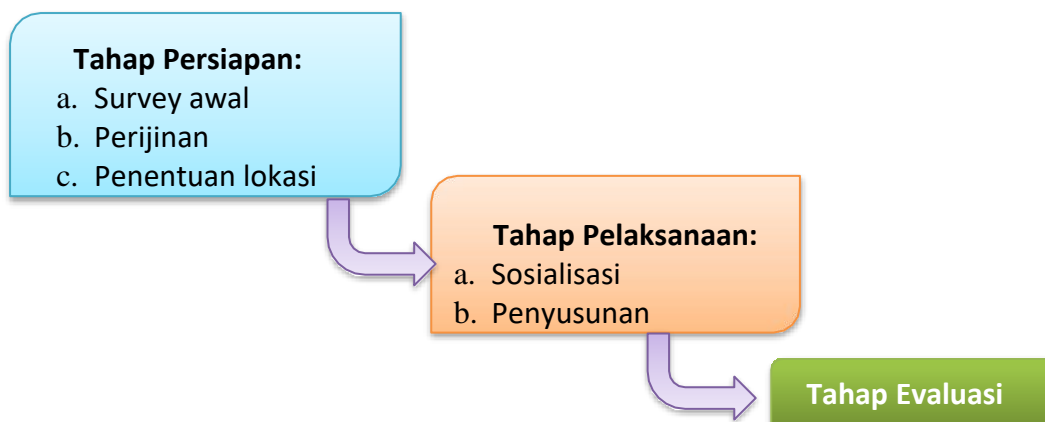 Tahap Persiapan:
a. Survey awal
b. Perijinan
c. Penentuan lokasi
Tahap Pelaksanaan:
a. Sosialisasi
b. Penyusunan
Tahap Evaluasi